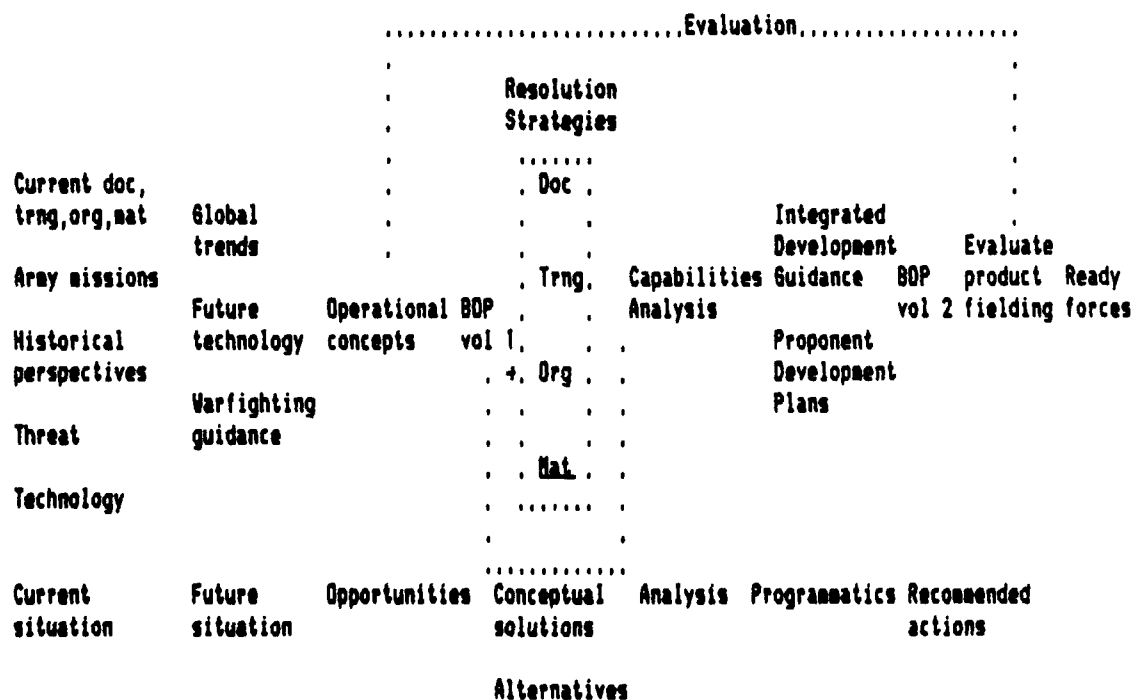 Evaluation
Resolution
Strategies
Current doc, Doc
trng,org,mat Global Integrated
trends Development Evaluate
Army missions Trng Capabilities Guidance BOP product Ready
Future Operational BOP Analysis vol 2 fielding forces
Historical technology concepts vol 1 Proponent
perspectives + Org Development
Warfighting Plans
Threat guidance
Mat
Technology
Current Future Opportunities Conceptual Analysis Programmatics Recommended
situation situation solutions actions
Alternatives